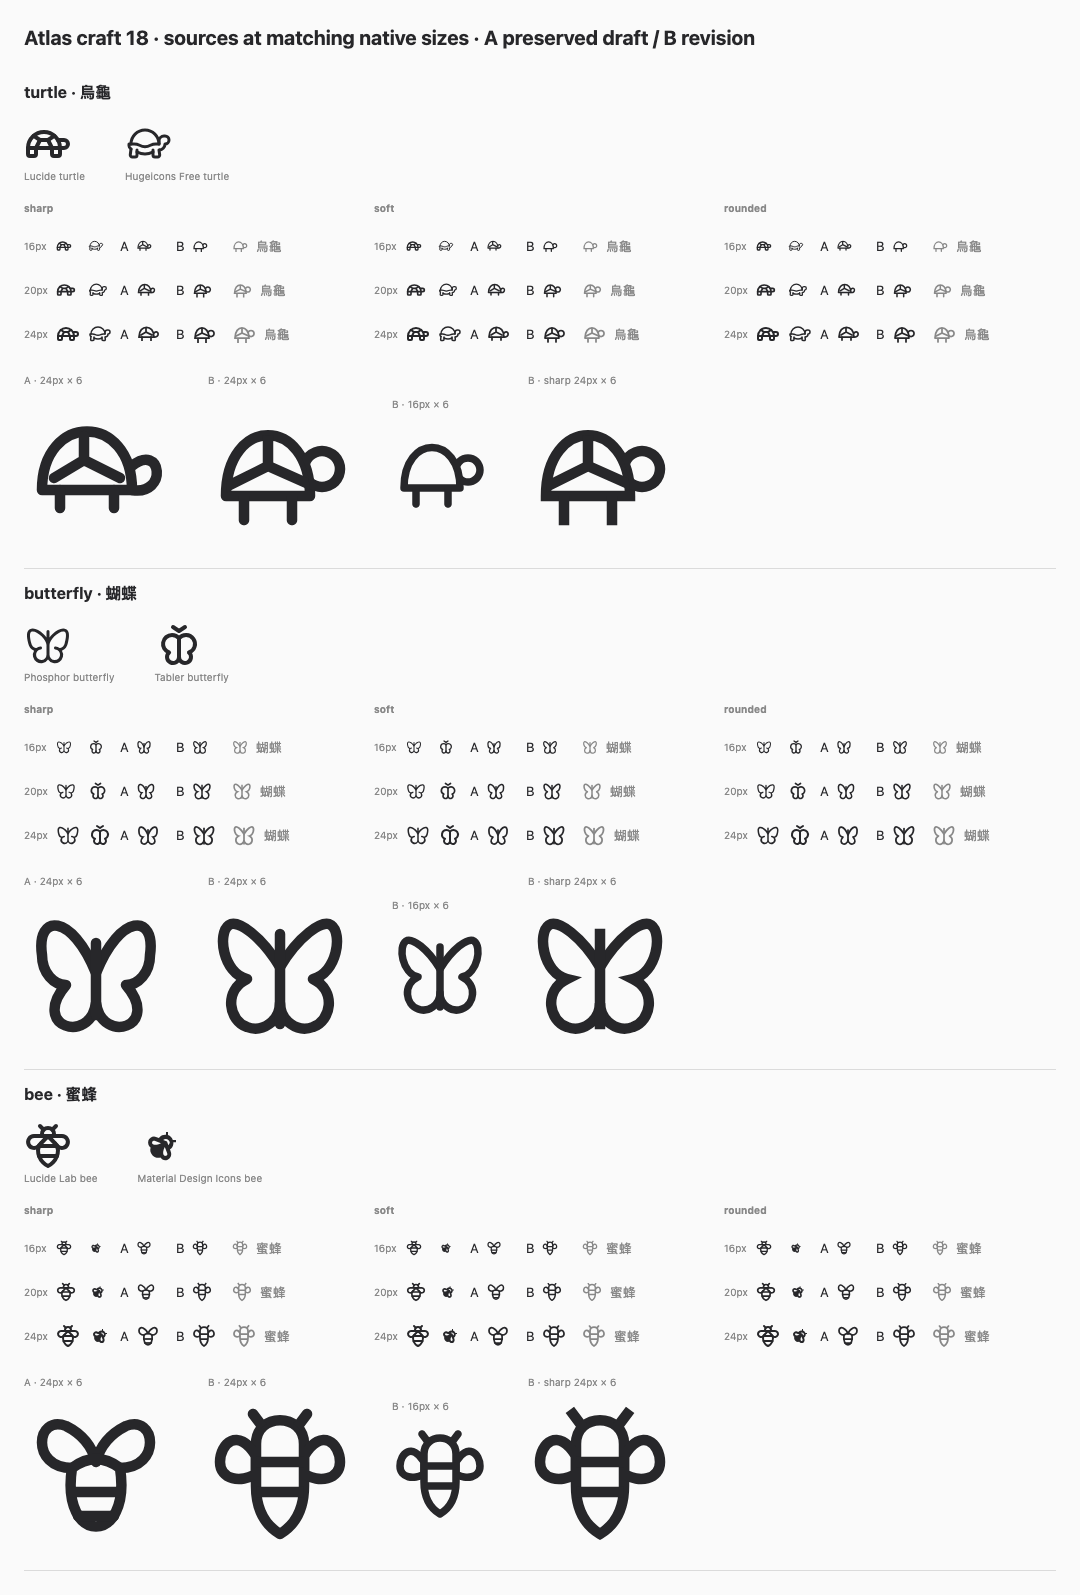 Atlas craft 18 · sources at matching native sizes · A preserved draft / B revision
turtle · 烏龜
Lucide turtle Hugeicons Free turtle
sharp soft rounded
16px A B 烏龜 16px A B 烏龜 16px A B 烏龜
20px A B 烏龜 20px A B 烏龜 20px A B 烏龜
24px A B 烏龜 24px A B 烏龜 24px A B 烏龜
A · 24px × 6 B · 24px × 6 B · sharp 24px × 6
B · 16px × 6
butterfly · 蝴蝶
Phosphor butterfly Tabler butterfly
sharp soft rounded
16px A B 蝴蝶 16px A B 蝴蝶 16px A B 蝴蝶
20px A B 蝴蝶 20px A B 蝴蝶 20px A B 蝴蝶
24px A B 蝴蝶 24px A B 蝴蝶 24px A B 蝴蝶
A · 24px × 6 B · 24px × 6 B · sharp 24px × 6
B · 16px × 6
bee · 蜜蜂
Lucide Lab bee Material Design Icons bee
sharp soft rounded
16px A B 蜜蜂 16px A B 蜜蜂 16px A B 蜜蜂
20px A B 蜜蜂 20px A B 蜜蜂 20px A B 蜜蜂
24px A B 蜜蜂 24px A B 蜜蜂 24px A B 蜜蜂
A · 24px × 6 B · 24px × 6 B · sharp 24px × 6
B · 16px × 6